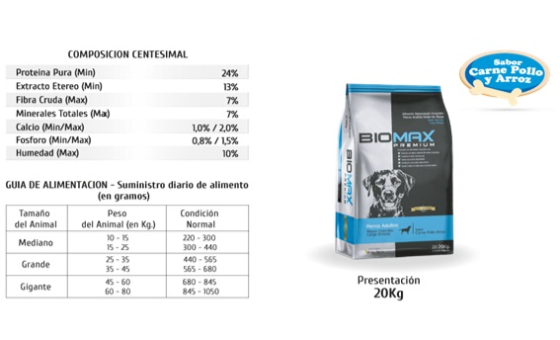 COMPOSICION CENTESIMAL
Proteina Pura (Min) 24%
Extracto Etereo (Min) 13%
Fibra Cruda (Max) 7%
Minerales Totales (Max) 7%
Calcio (Min/Max) 1,0% / 2,0%
Fosforo (Min/Max) 0,8% / 1,5%
Humedad (Max) 10%
GUIA DE ALIMENTACION - Suministro diario de alimento
(en gramos)
Tamaño Peso Condición
del Animal del Animal (en Kg.) Normal
Mediano 10 - 15 220 - 300
15 - 25 300 - 440
Grande 25 - 35 440 - 565
35 - 45 565 - 680
Gigante 45 - 60 680 - 845
60 - 80 845 - 1050
Sabor
Carne Pollo
y Arroz
BIOMAX
PREMIUM
BIOMAX
Perros Adultos
Presentación
20Kg